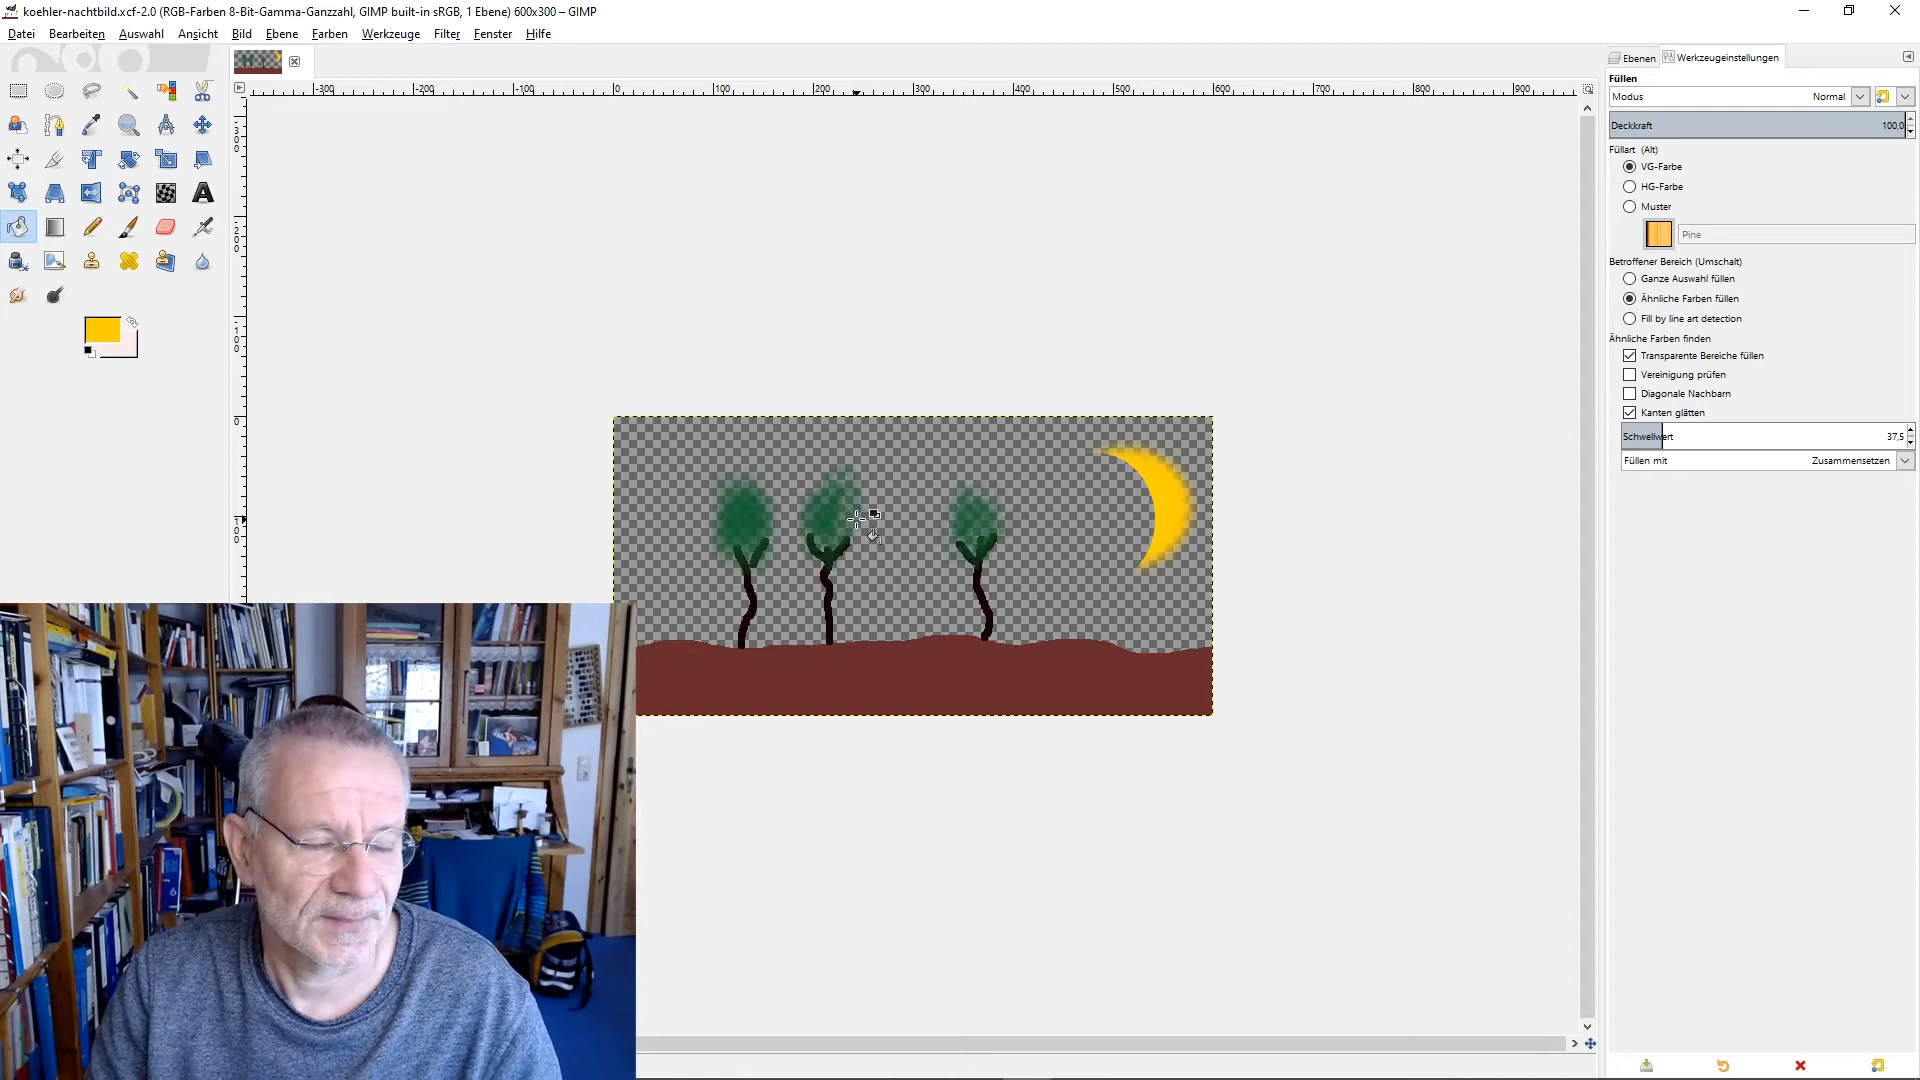 koehler-nachtbild.xcf-2.0 (RGB-Farben 8-Bit-Gamma-Ganzzahl, GIMP built-in sRGB, 1 Ebene) 600x300 – GIMP
Datei Bearbeiten Auswahl Ansicht Bild Ebene Farben Werkzeuge Filter Fenster Hilfe
Ebenen Werkzeugeinstellungen
Füllen
Modus Normal
Deckkraft 100,0
Füllart (Alt)
VG-Farbe
HG-Farbe
Muster
Pine
Betroffener Bereich (Umschalt)
Ganze Auswahl füllen
Ähnliche Farben füllen
Fill by line art detection
Ähnliche Farben finden
Transparente Bereiche füllen
Vereinigung prüfen
Diagonale Nachbarn
Kanten glätten
Schwellwert 37,5
Füllen mit Zusammensetzen
-300 -200 -100 0 100 200 300 400 500 600 700 800 900
-200
-100
0
100